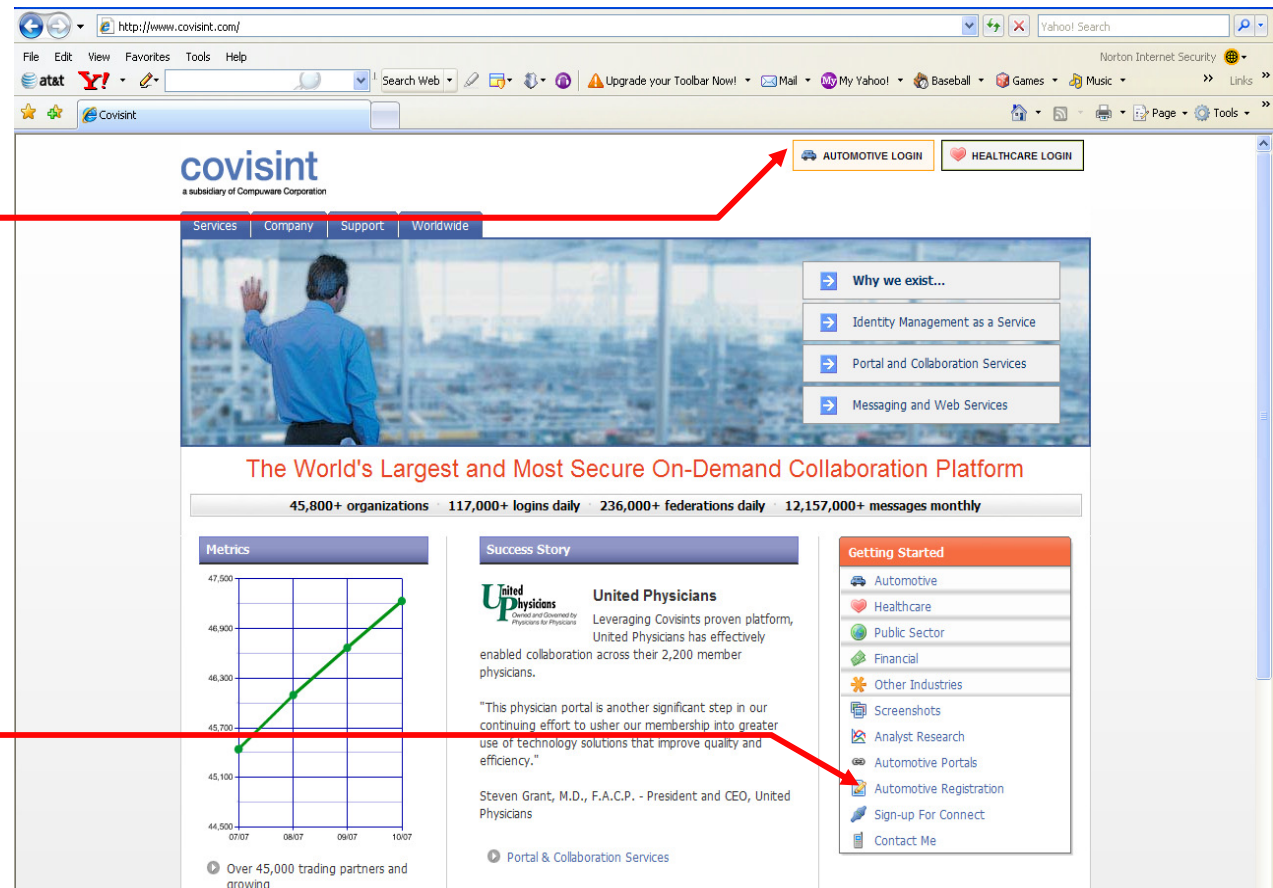 http://www.covisint.com/
Yahoo! Search
File Edit View Favorites Tools Help
Norton Internet Security
at&t Y! Search Web Upgrade your Toolbar Now! Mail My Yahoo! Baseball Games Music >> Links >>
Covisint
Page Tools >>
covisint
a subsidiary of Compuware Corporation
AUTOMOTIVE LOGIN
HEALTHCARE LOGIN
Services Company Support Worldwide
Why we exist...
Identity Management as a Service
Portal and Collaboration Services
Messaging and Web Services
The World's Largest and Most Secure On-Demand Collaboration Platform
45,800+ organizations 117,000+ logins daily 236,000+ federations daily 12,157,000+ messages monthly
Metrics
47,500
46,900
46,300
45,700
45,100
44,500
07/07 08/07 09/07 10/07
Over 45,000 trading partners and
growing
Success Story
United
Physicians
Owned and Governed by
Physicians for Physicians
United Physicians
Leveraging Covisints proven platform,
United Physicians has effectively
enabled collaboration across their 2,200 member
physicians.
"This physician portal is another significant step in our
continuing effort to usher our membership into greater
use of technology solutions that improve quality and
efficiency."
Steven Grant, M.D., F.A.C.P. - President and CEO, United
Physicians
Portal & Collaboration Services
Getting Started
Automotive
Healthcare
Public Sector
Financial
Other Industries
Screenshots
Analyst Research
Automotive Portals
Automotive Registration
Sign-up For Connect
Contact Me